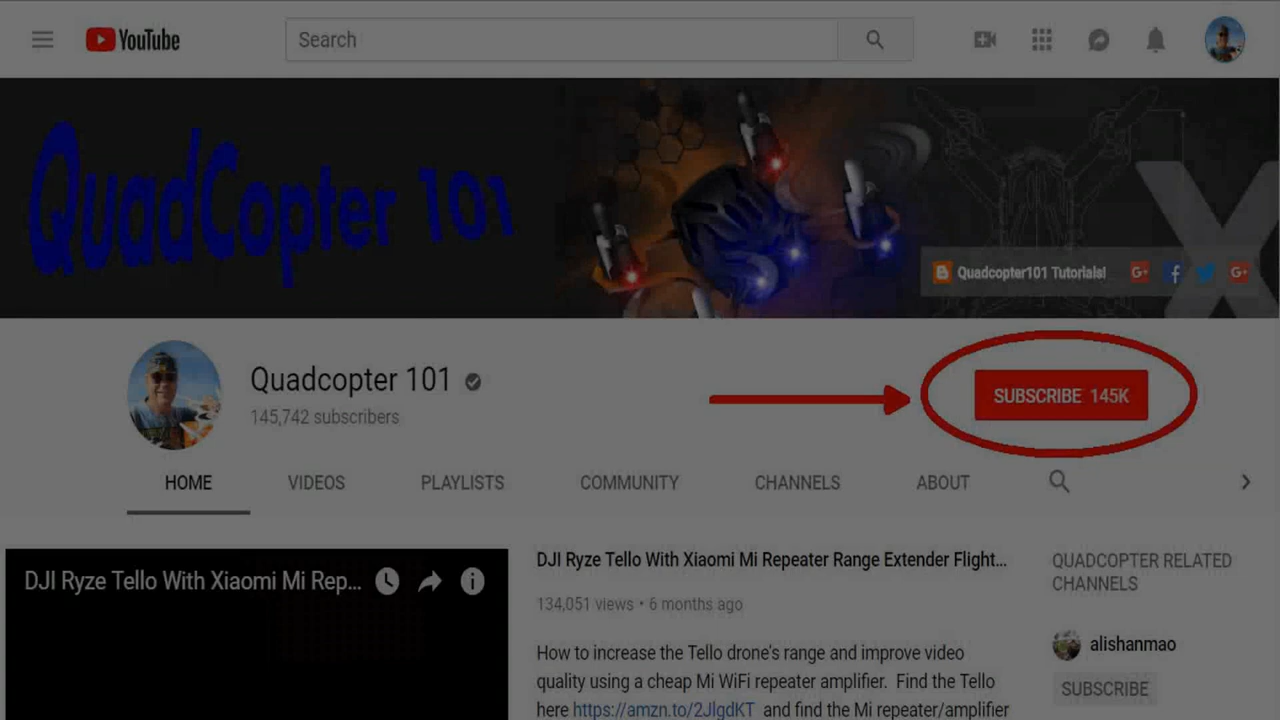 YouTube
Search
QuadCopter 101
Quadcopter101 Tutorials!
G+
f
G+
X
Quadcopter 101
145,742 subscribers
SUBSCRIBE 145K
HOME VIDEOS PLAYLISTS COMMUNITY CHANNELS ABOUT
DJI Ryze Tello With Xiaomi Mi Rep...
DJI Ryze Tello With Xiaomi Mi Repeater Range Extender Flight...
134,051 views • 6 months ago
How to increase the Tello drone's range and improve video
quality using a cheap Mi WiFi repeater amplifier. Find the Tello
here https://amzn.to/2JlgdKT and find the Mi repeater/amplifier
QUADCOPTER RELATED
CHANNELS
alishanmao
SUBSCRIBE